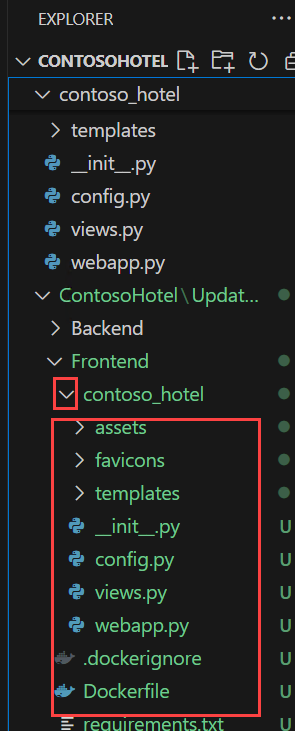 EXPLORER ...
CONTOSOHOTEL
contoso_hotel
templates
__init__.py
config.py
views.py
webapp.py
ContosoHotel\Updat...
Backend
Frontend
contoso_hotel
assets
favicons
templates
__init__.py U
config.py U
views.py U
webapp.py U
.dockerignore U
Dockerfile U
requirements.txt U